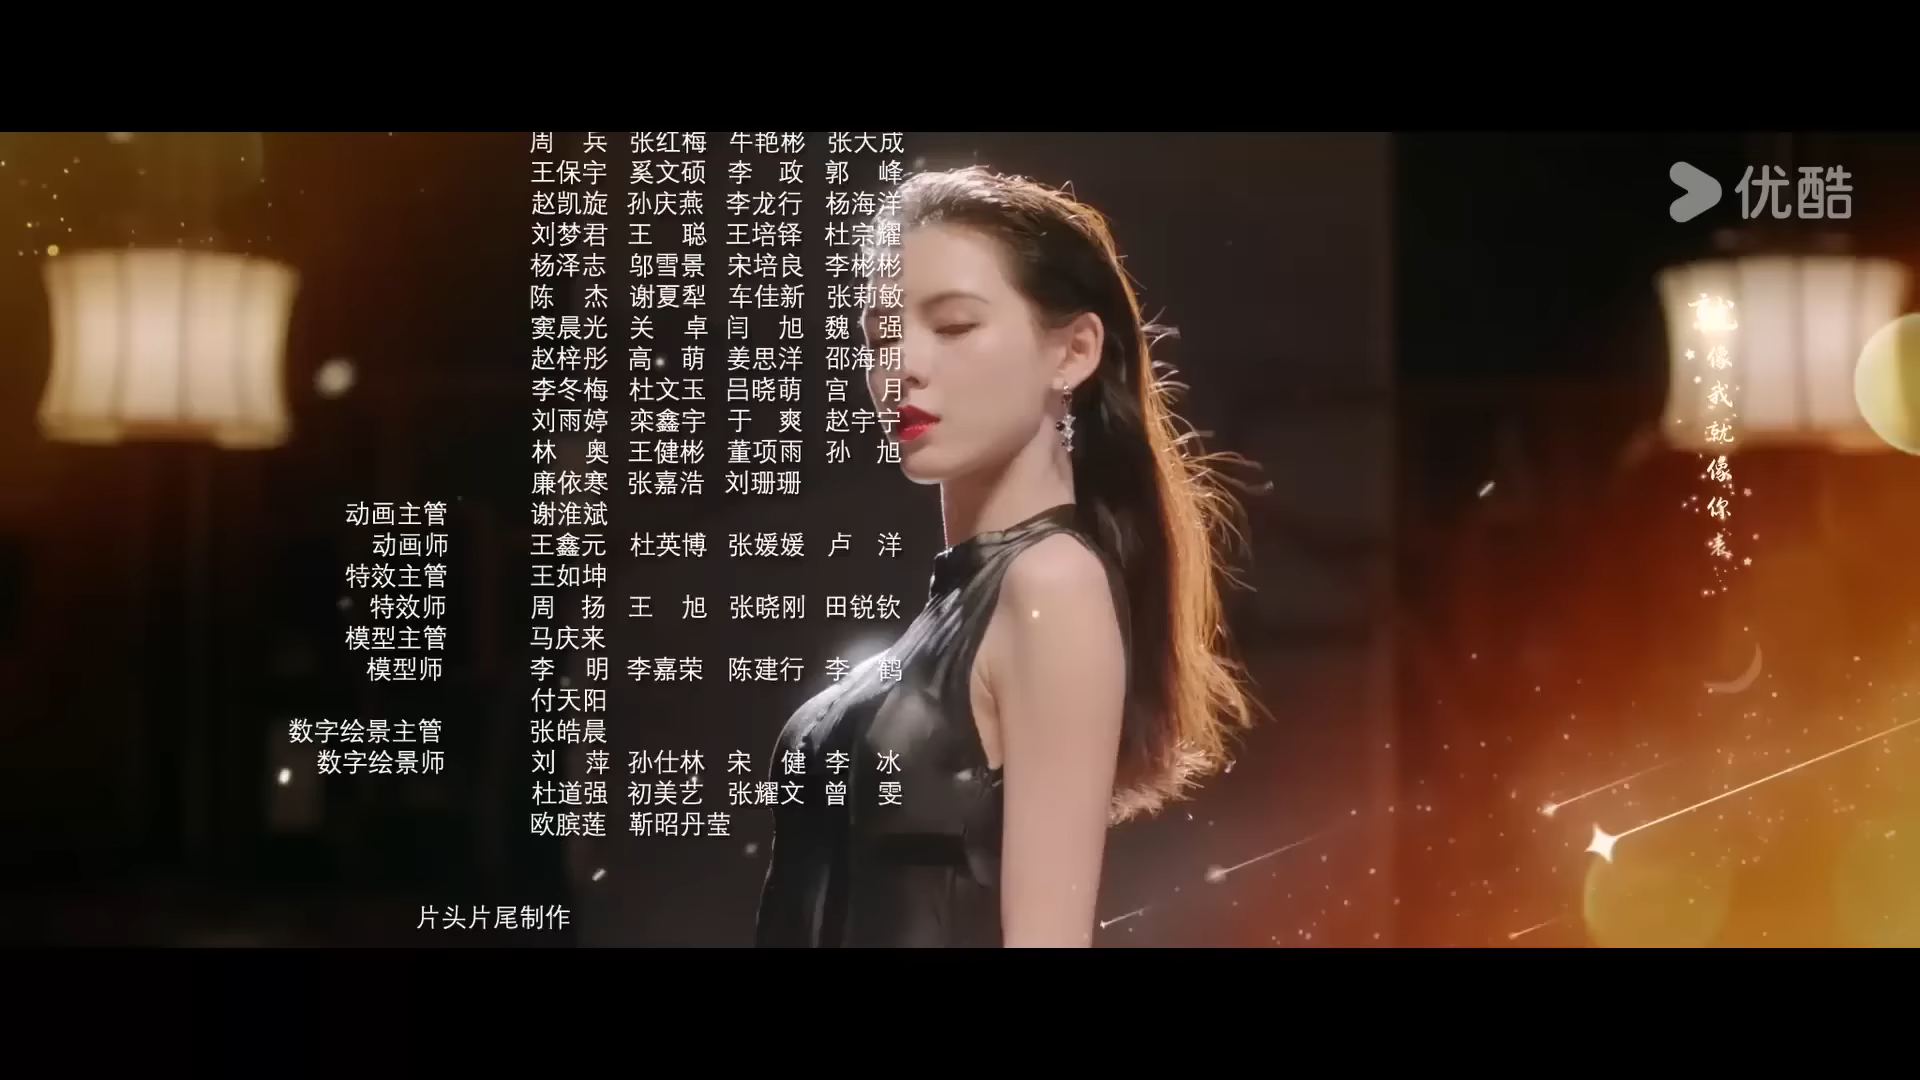 周 兵 张红梅 牛艳彬 张大成
王保宇 奚文硕 李 政 郭 峰
赵凯旋 孙庆燕 李龙行 杨海洋
刘梦君 王 聪 王培铎 杜宗耀
杨泽志 邬雪景 宋培良 李彬彬
陈 杰 谢夏犁 车佳新 张莉敏
窦晨光 关 卓 闫 旭 魏 强
赵梓彤 高 萌 姜思洋 邵海明
李冬梅 杜文玉 吕晓萌 宫 月
刘雨婷 栾鑫宇 于 爽 赵宇宁
林 奥 王健彬 董项雨 孙 旭
廉依寒 张嘉浩 刘珊珊
动画主管 谢淮斌
动画师 王鑫元 杜英博 张媛媛 卢 洋
特效主管 王如坤
特效师 周 扬 王 旭 张晓刚 田锐钦
模型主管 马庆来
模型师 李 明 李嘉荣 陈建行 李 鹤
付天阳
数字绘景主管 张皓晨
数字绘景师 刘 萍 孙仕林 宋 健 李 冰
杜道强 初美艺 张耀文 曾 雯
欧膑莲 靳昭丹莹
片头片尾制作
优酷
就像我就像你表